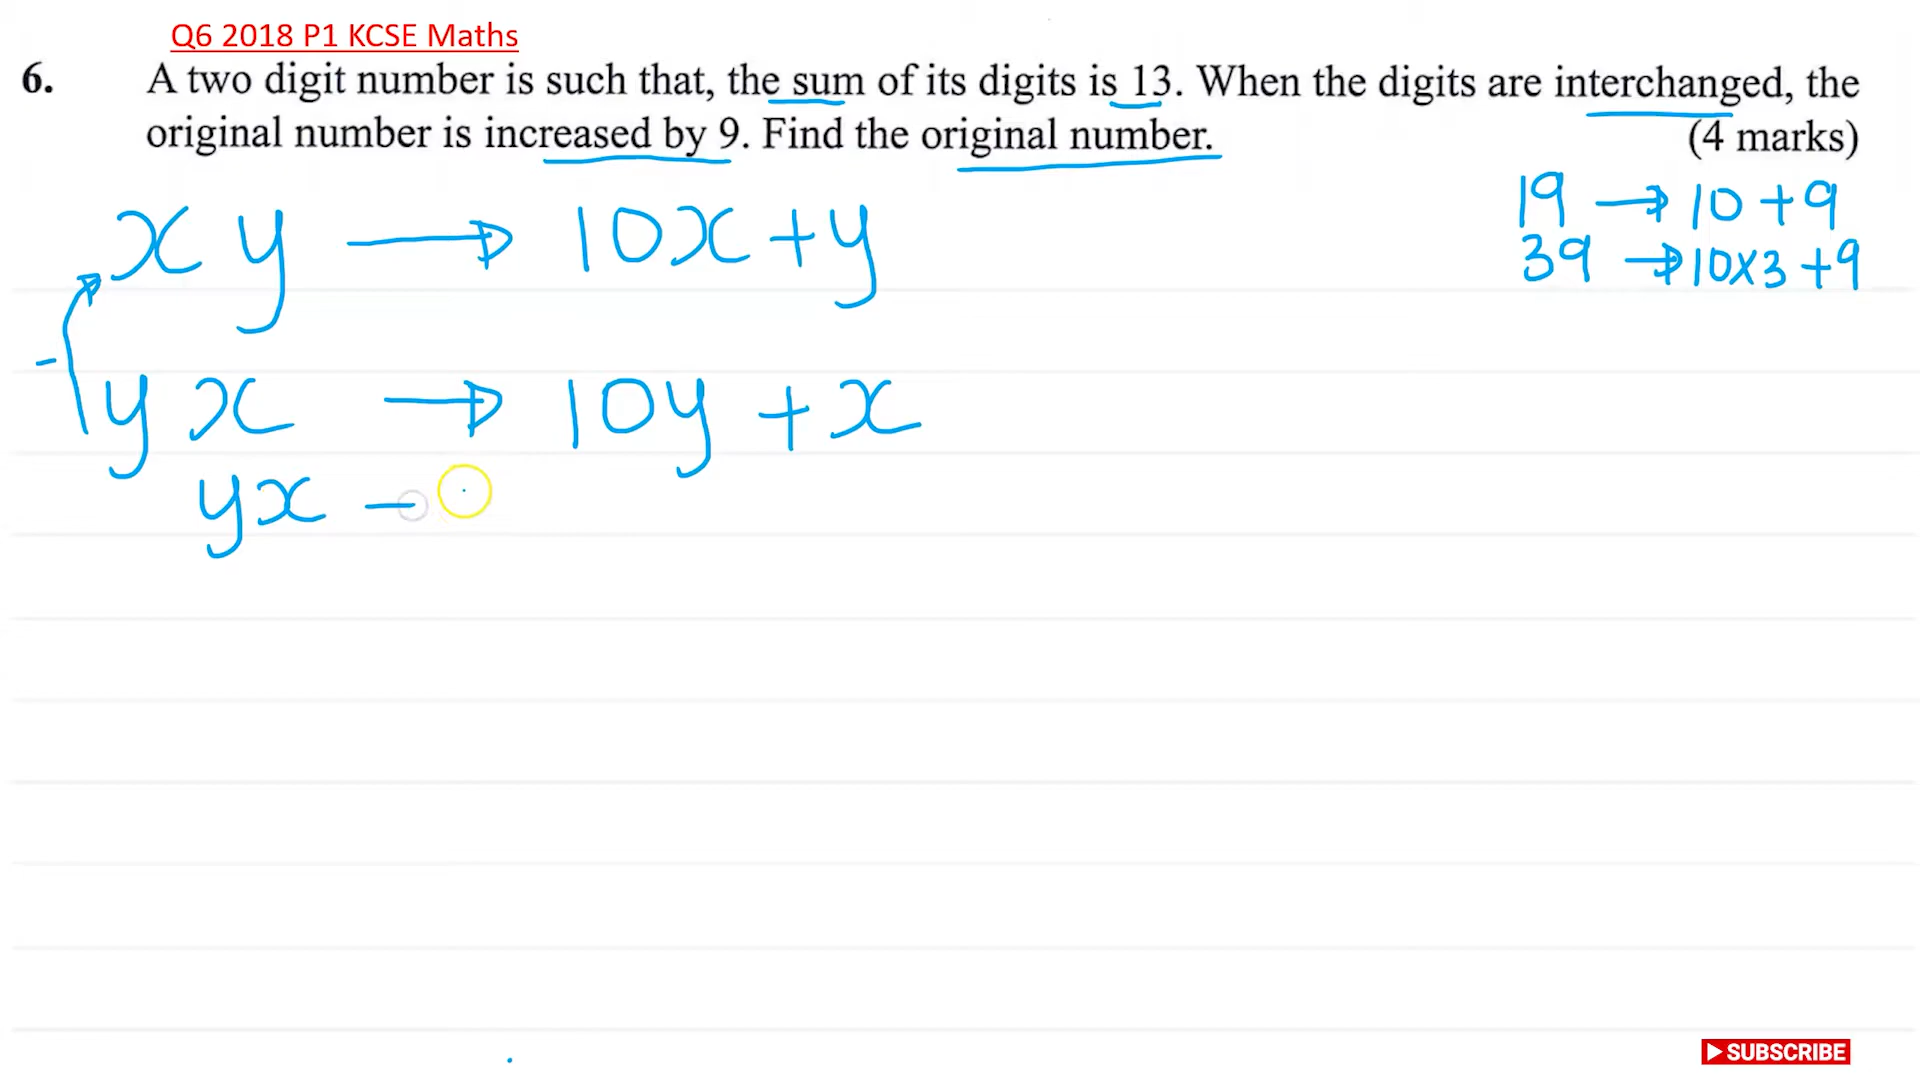 Q6 2018 P1 KCSE Maths
6. A two digit number is such that, the sum of its digits is 13. When the digits are interchanged, the
original number is increased by 9. Find the original number. (4 marks)
19 → 10 + 9
x y → 10x + y
39 → 10×3 + 9
-
y x → 10y + x
yx -
SUBSCRIBE